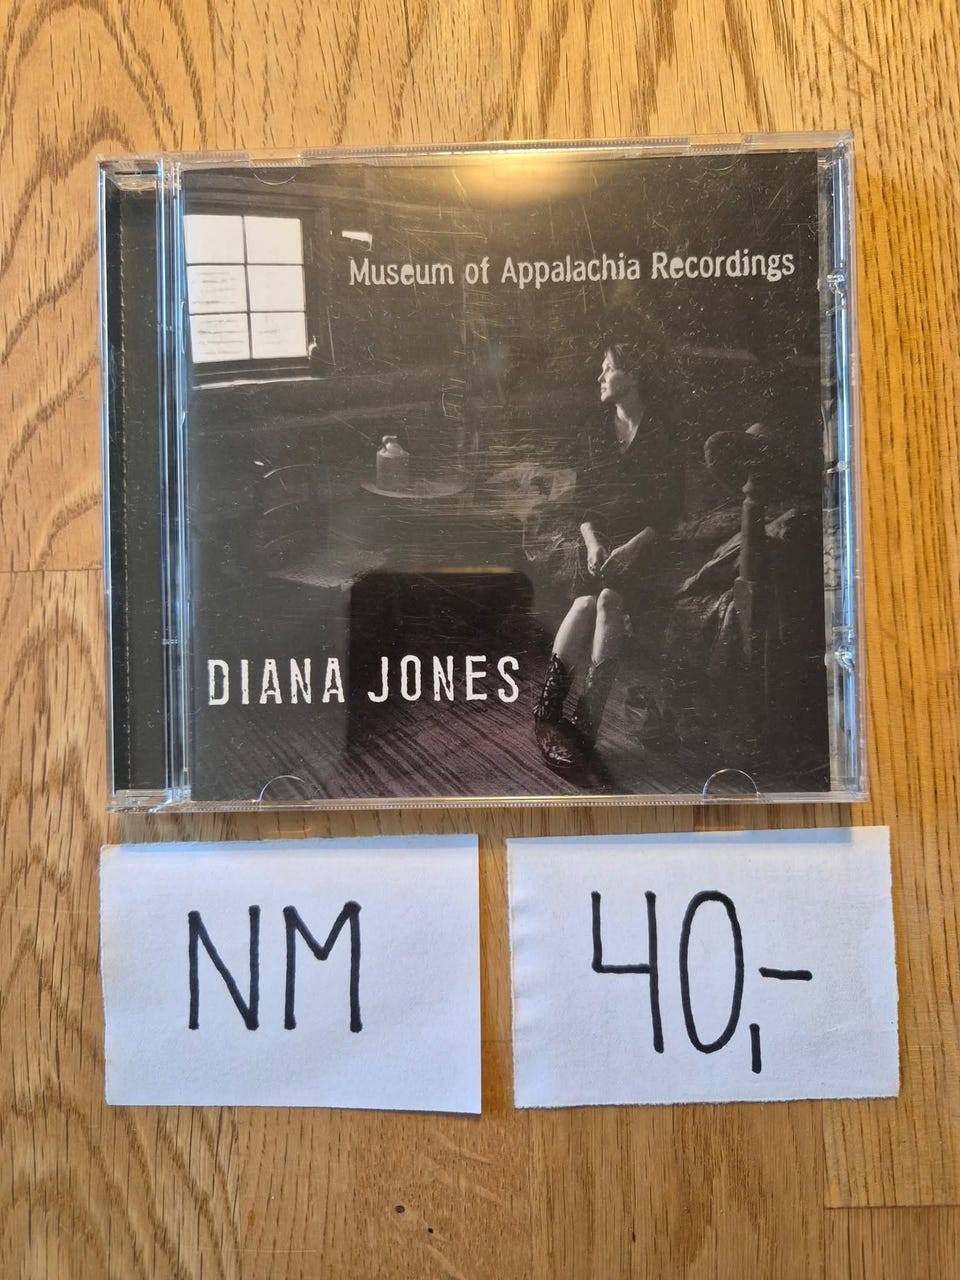 Museum of Appalachia Recordings
DIANA JONES
NM
40,-